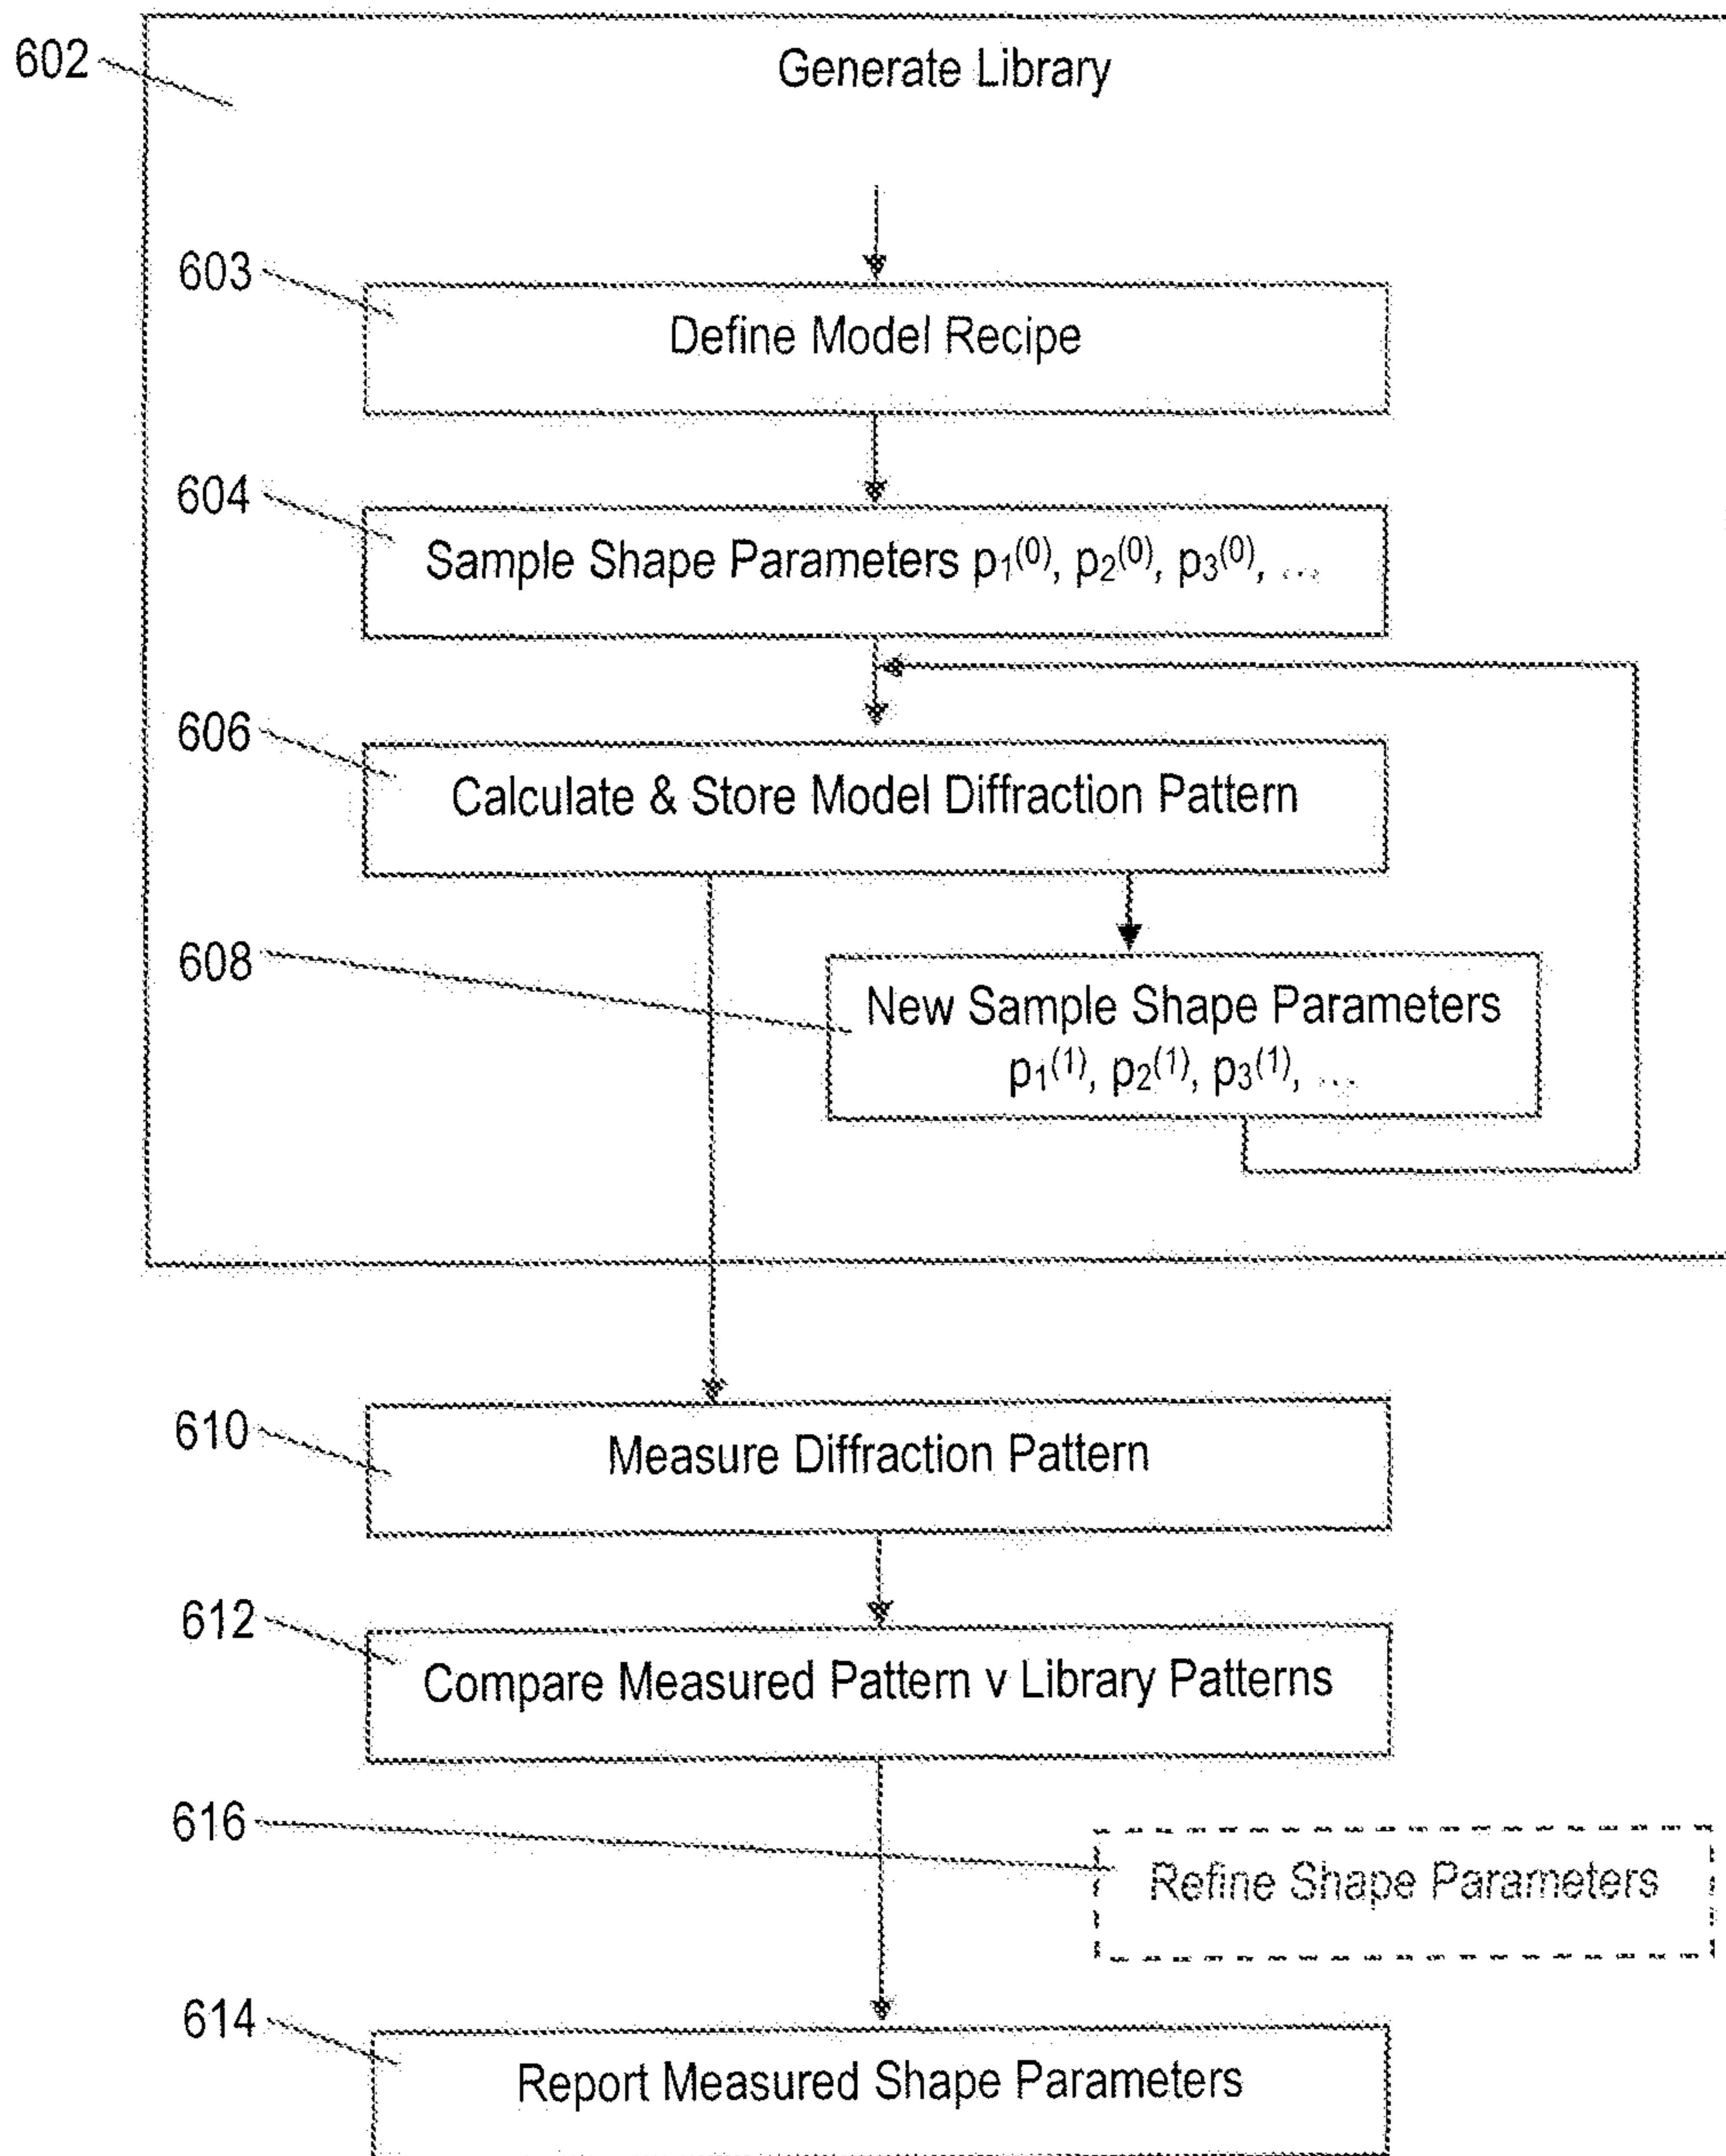 602
Generate Library
603
Define Model Recipe
604
Sample Shape Parameters p₁⁽⁰⁾, p₂⁽⁰⁾, p₃⁽⁰⁾, ...
606
Calculate & Store Model Diffraction Pattern
608
New Sample Shape Parameters
p₁⁽¹⁾, p₂⁽¹⁾, p₃⁽¹⁾, ...
610
Measure Diffraction Pattern
612
Compare Measured Pattern v Library Patterns
616
Refine Shape Parameters
614
Report Measured Shape Parameters